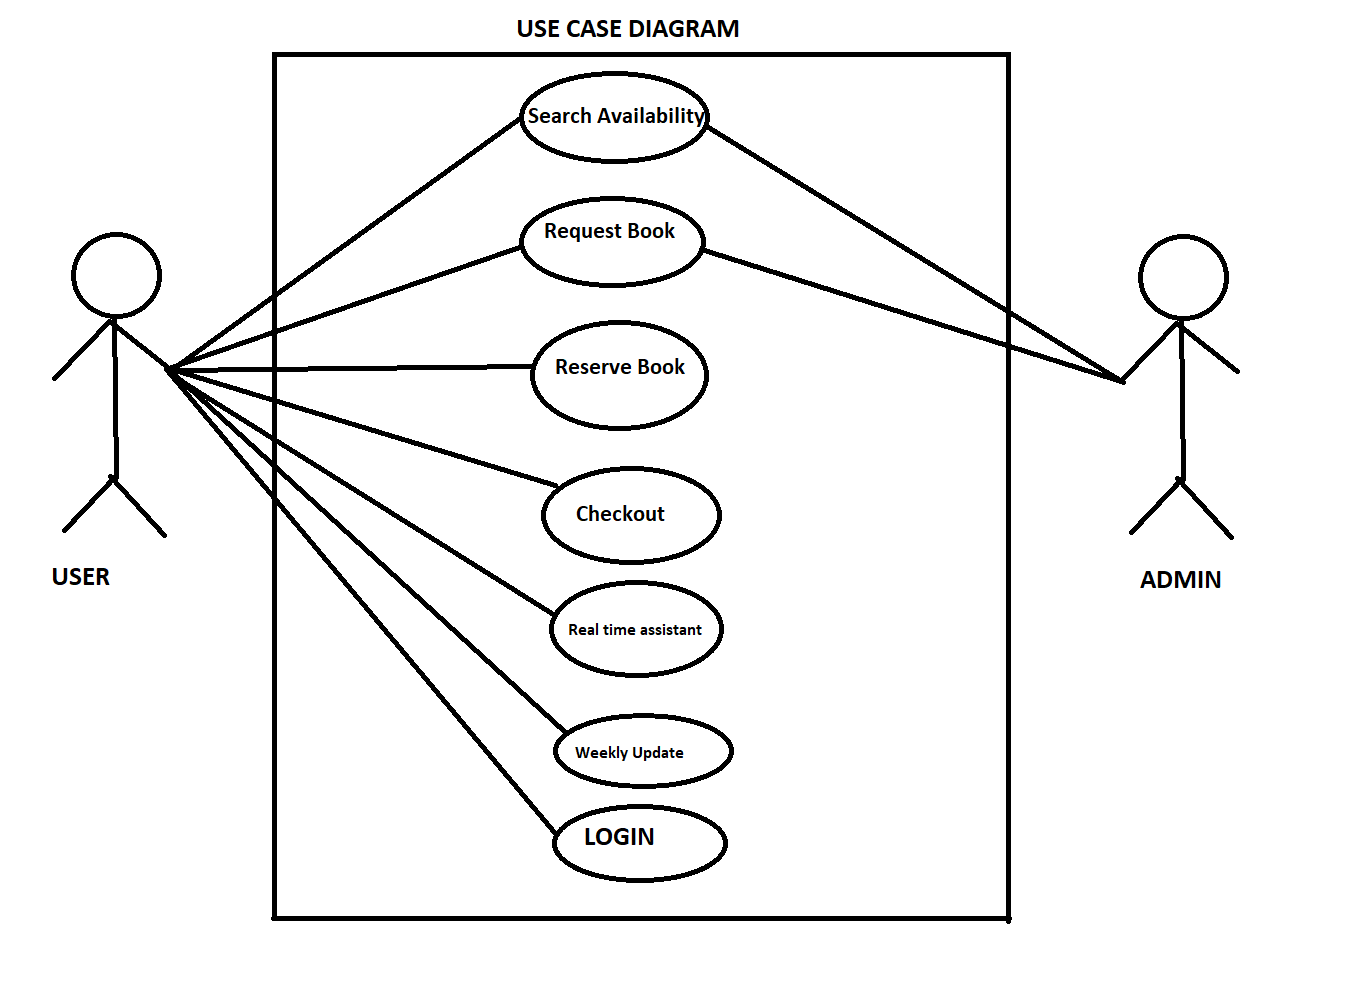 USE CASE DIAGRAM
Search Availability
Request Book
Reserve Book
Checkout
USER
ADMIN
Real time assistant
Weekly Update
LOGIN